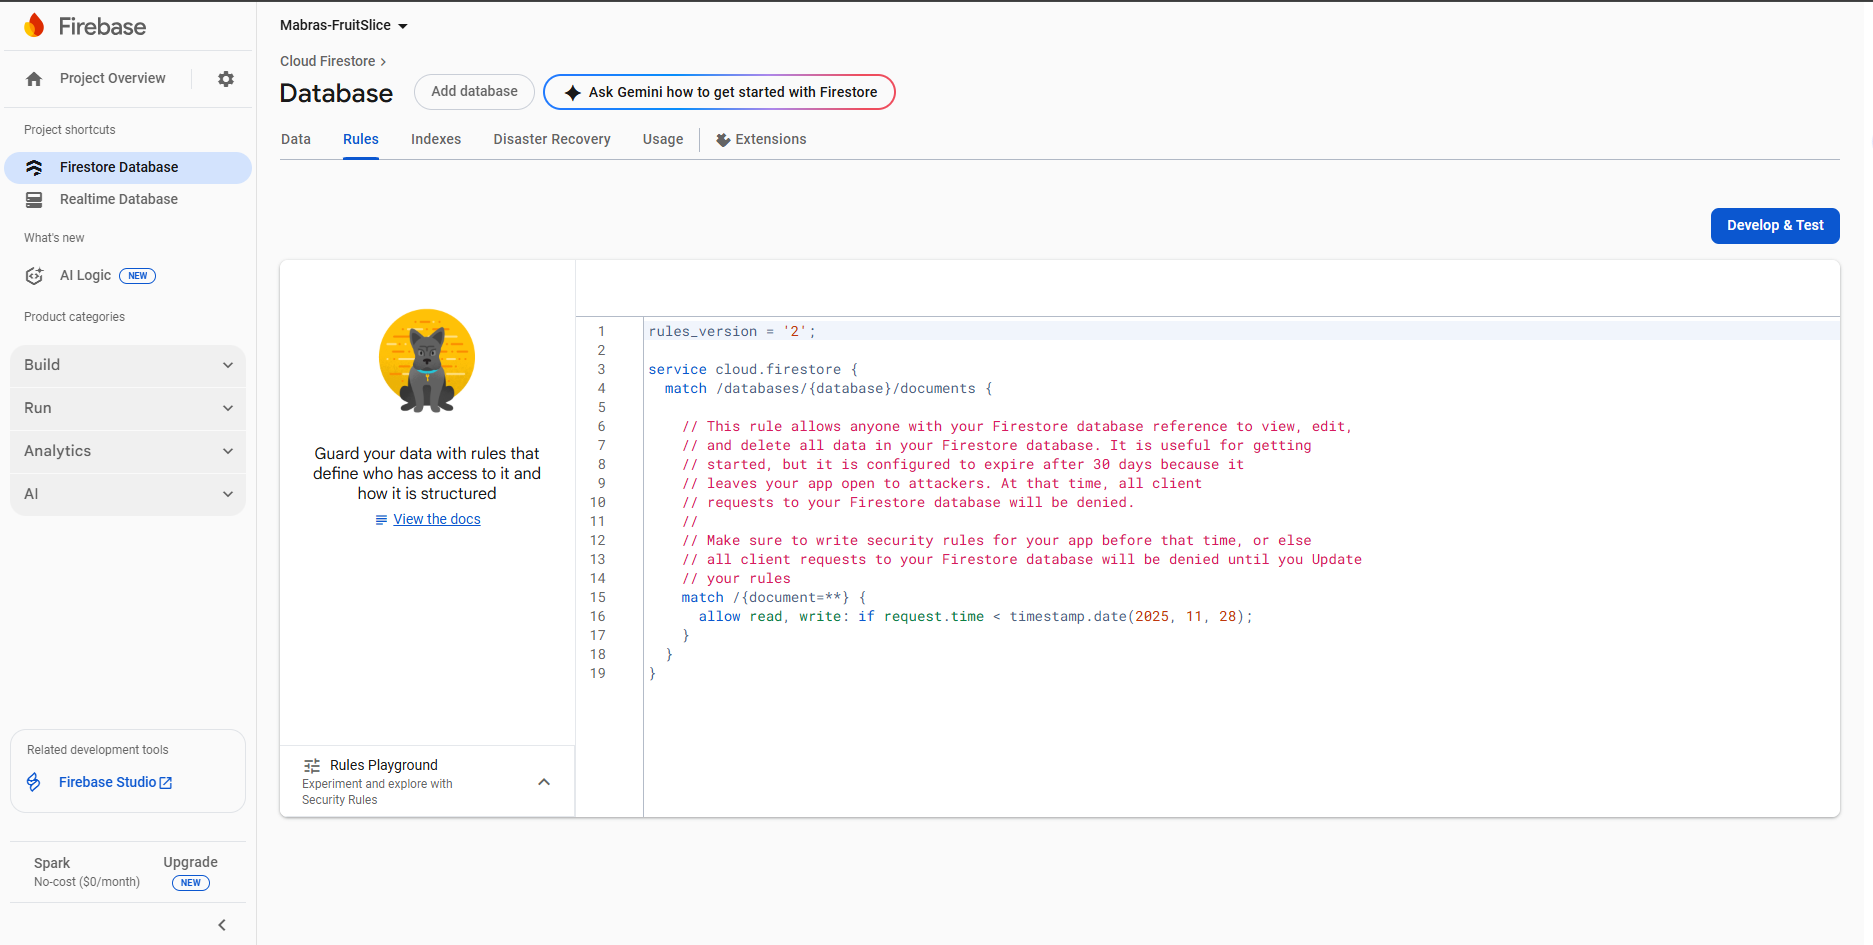 Firebase
Project Overview
Project shortcuts
Firestore Database
Realtime Database
What's new
AI Logic NEW
Product categories
Build
Run
Analytics
AI
Related development tools
Firebase Studio
Spark
No-cost ($0/month)
Upgrade
NEW
Mabras-FruitSlice
Cloud Firestore
Database
Add database
Ask Gemini how to get started with Firestore
Data Rules Indexes Disaster Recovery Usage Extensions
Develop & Test
Guard your data with rules that
define who has access to it and
how it is structured
View the docs
Rules Playground
Experiment and explore with
Security Rules
1 rules_version = '2';
2
3 service cloud.firestore {
4   match /databases/{database}/documents {
5
6     // This rule allows anyone with your Firestore database reference to view, edit,
7     // and delete all data in your Firestore database. It is useful for getting
8     // started, but it is configured to expire after 30 days because it
9     // leaves your app open to attackers. At that time, all client
10     // requests to your Firestore database will be denied.
11     //
12     // Make sure to write security rules for your app before that time, or else
13     // all client requests to your Firestore database will be denied until you Update
14     // your rules
15     match /{document=**} {
16       allow read, write: if request.time < timestamp.date(2025, 11, 28);
17     }
18   }
19 }